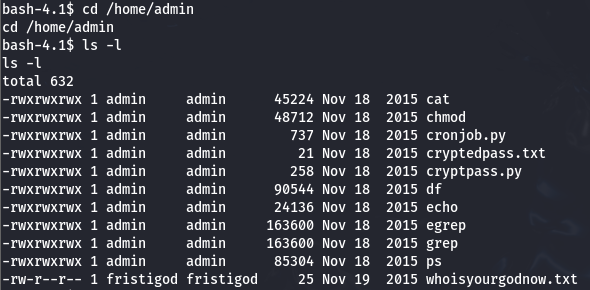 bash-4.1$ cd /home/admin
cd /home/admin
bash-4.1$ ls -l
ls -l
total 632
-rwxrwxrwx 1 admin     admin      45224 Nov 18  2015 cat
-rwxrwxrwx 1 admin     admin      48712 Nov 18  2015 chmod
-rwxrwxrwx 1 admin     admin        737 Nov 18  2015 cronjob.py
-rwxrwxrwx 1 admin     admin         21 Nov 18  2015 cryptedpass.txt
-rwxrwxrwx 1 admin     admin        258 Nov 18  2015 cryptpass.py
-rwxrwxrwx 1 admin     admin      90544 Nov 18  2015 df
-rwxrwxrwx 1 admin     admin      24136 Nov 18  2015 echo
-rwxrwxrwx 1 admin     admin     163600 Nov 18  2015 egrep
-rwxrwxrwx 1 admin     admin     163600 Nov 18  2015 grep
-rwxrwxrwx 1 admin     admin      85304 Nov 18  2015 ps
-rw-r--r-- 1 fristigod fristigod     25 Nov 19  2015 whoisyourgodnow.txt